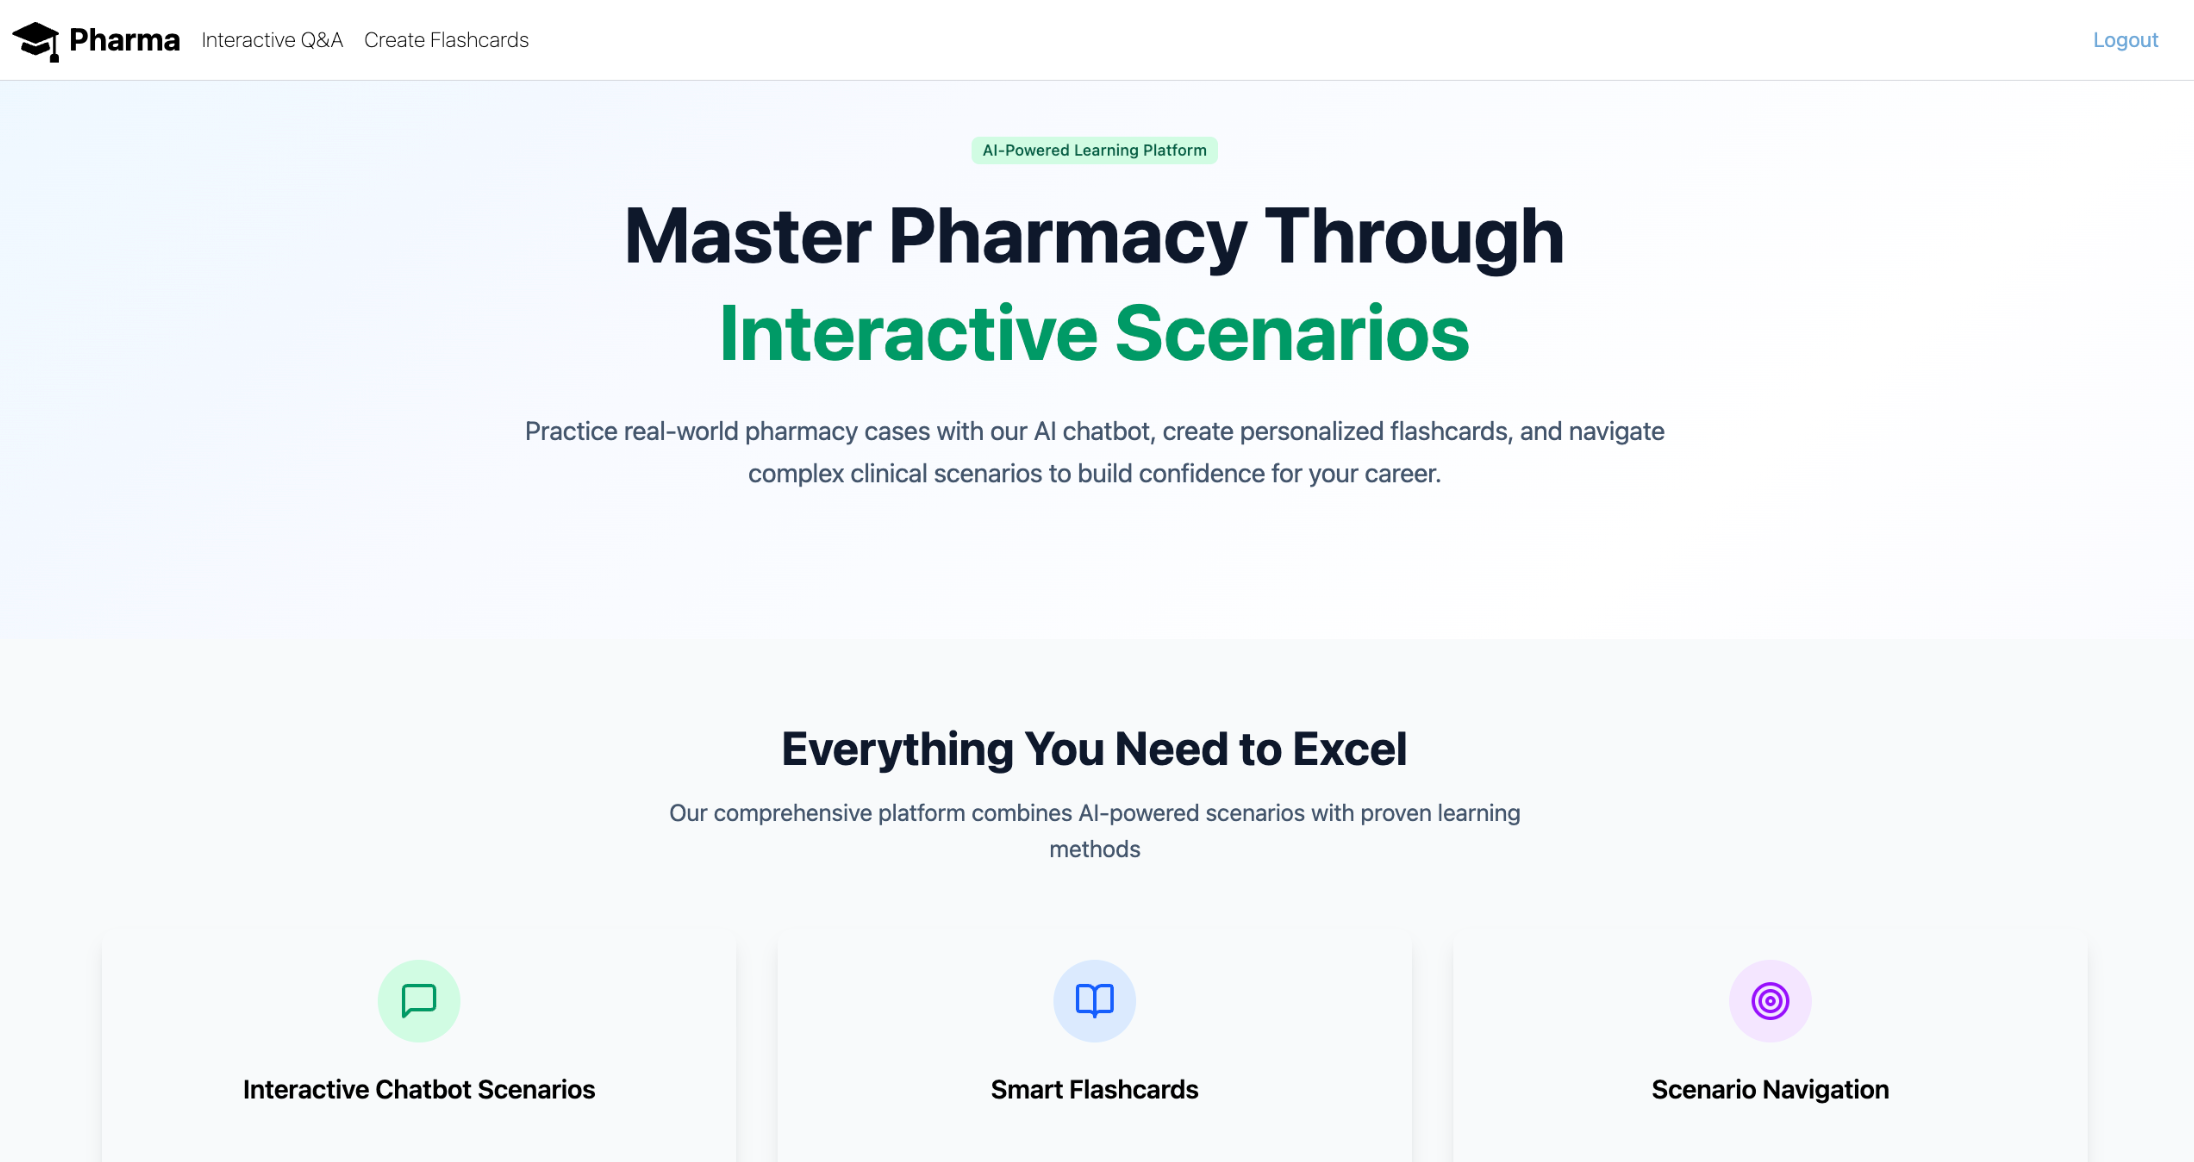 Pharma
Interactive Q&A
Create Flashcards
Logout
AI-Powered Learning Platform
Master Pharmacy Through
Interactive Scenarios
Practice real-world pharmacy cases with our AI chatbot, create personalized flashcards, and navigate
complex clinical scenarios to build confidence for your career.
Everything You Need to Excel
Our comprehensive platform combines AI-powered scenarios with proven learning
methods
Interactive Chatbot Scenarios
Smart Flashcards
Scenario Navigation